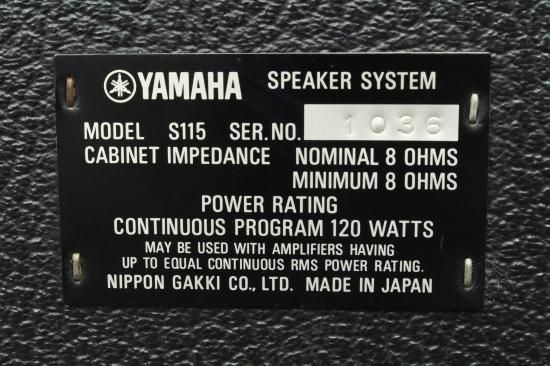 YAMAHA SPEAKER SYSTEM
MODEL S115 SER.NO. 1036
CABINET IMPEDANCE NOMINAL 8 OHMS
MINIMUM 8 OHMS
POWER RATING
CONTINUOUS PROGRAM 120 WATTS
MAY BE USED WITH AMPLIFIERS HAVING
UP TO EQUAL CONTINUOUS RMS POWER RATING.
NIPPON GAKKI CO., LTD. MADE IN JAPAN